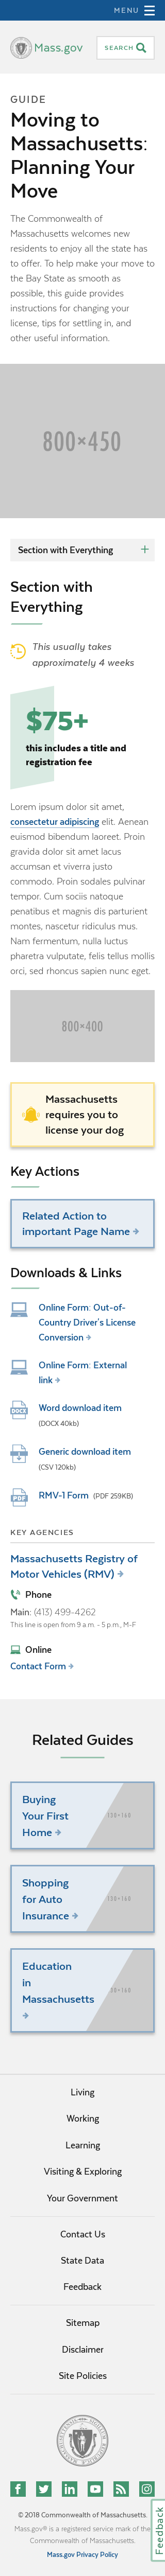 MENU
Mass.gov
SEARCH
GUIDE
Moving to
Massachusetts:
Planning Your
Move
The Commonwealth of
Massachusetts welcomes new
residents to enjoy all the state has
to offer. To help make your move to
the Bay State as smooth as
possible, this guide provides
instructions for changing your
license, tips for settling in, and
other useful information.
800×450
Section with Everything +
Section with
Everything
This usually takes
approximately 4 weeks
$75+
this includes a title and
registration fee
Lorem ipsum dolor sit amet,
consectetur adipiscing elit. Aenean
euismod bibendum laoreet. Proin
gravida dolor sit amet lacus
accumsan et viverra justo
commodo. Proin sodales pulvinar
tempor. Cum sociis natoque
penatibus et magnis dis parturient
montes, nascetur ridiculus mus.
Nam fermentum, nulla luctus
pharetra vulputate, felis tellus mollis
orci, sed rhoncus sapien nunc eget.
800×400
Massachusetts
requires you to
license your dog
Key Actions
Related Action to
important Page Name
Downloads & Links
Online Form: Out-of-
Country Driver's License
Conversion
Online Form: External
link
DOCX
Word download item
(DOCX 40kb)
Generic download item
(CSV 120kb)
PDF
RMV-1 Form (PDF 259KB)
KEY AGENCIES
Massachusetts Registry of
Motor Vehicles (RMV)
Phone
Main: (413) 499-4262
This line is open from 9 a.m. - 5 p.m., M-F
Online
Contact Form
Related Guides
Buying
Your First
Home
Shopping
for Auto
Insurance
Education
in
Massachusetts
Living
Working
Learning
Visiting & Exploring
Your Government
Contact Us
State Data
Feedback
Sitemap
Disclaimer
Site Policies
© 2018 Commonwealth of Massachusetts.
Mass.gov® is a registered service mark of the
Commonwealth of Massachusetts.
Mass.gov Privacy Policy
Feedback